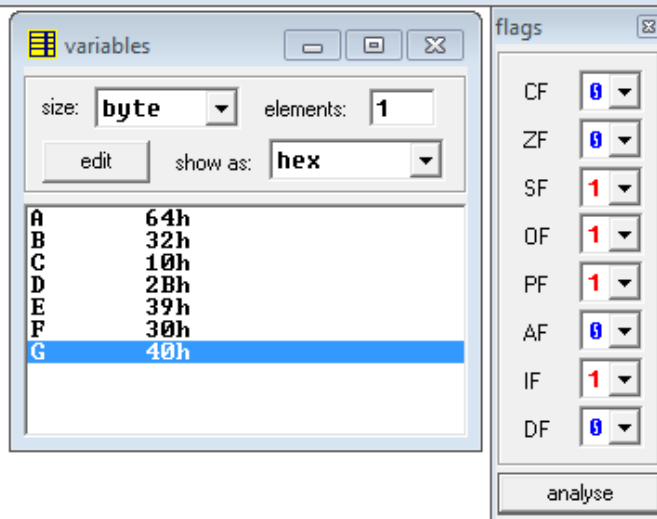 variables
size: byte elements: 1
edit show as: hex
A 64h
B 32h
C 10h
D 2Bh
E 39h
F 30h
G 40h
flags
CF 0
ZF 0
SF 1
OF 1
PF 1
AF 0
IF 1
DF 0
analyse